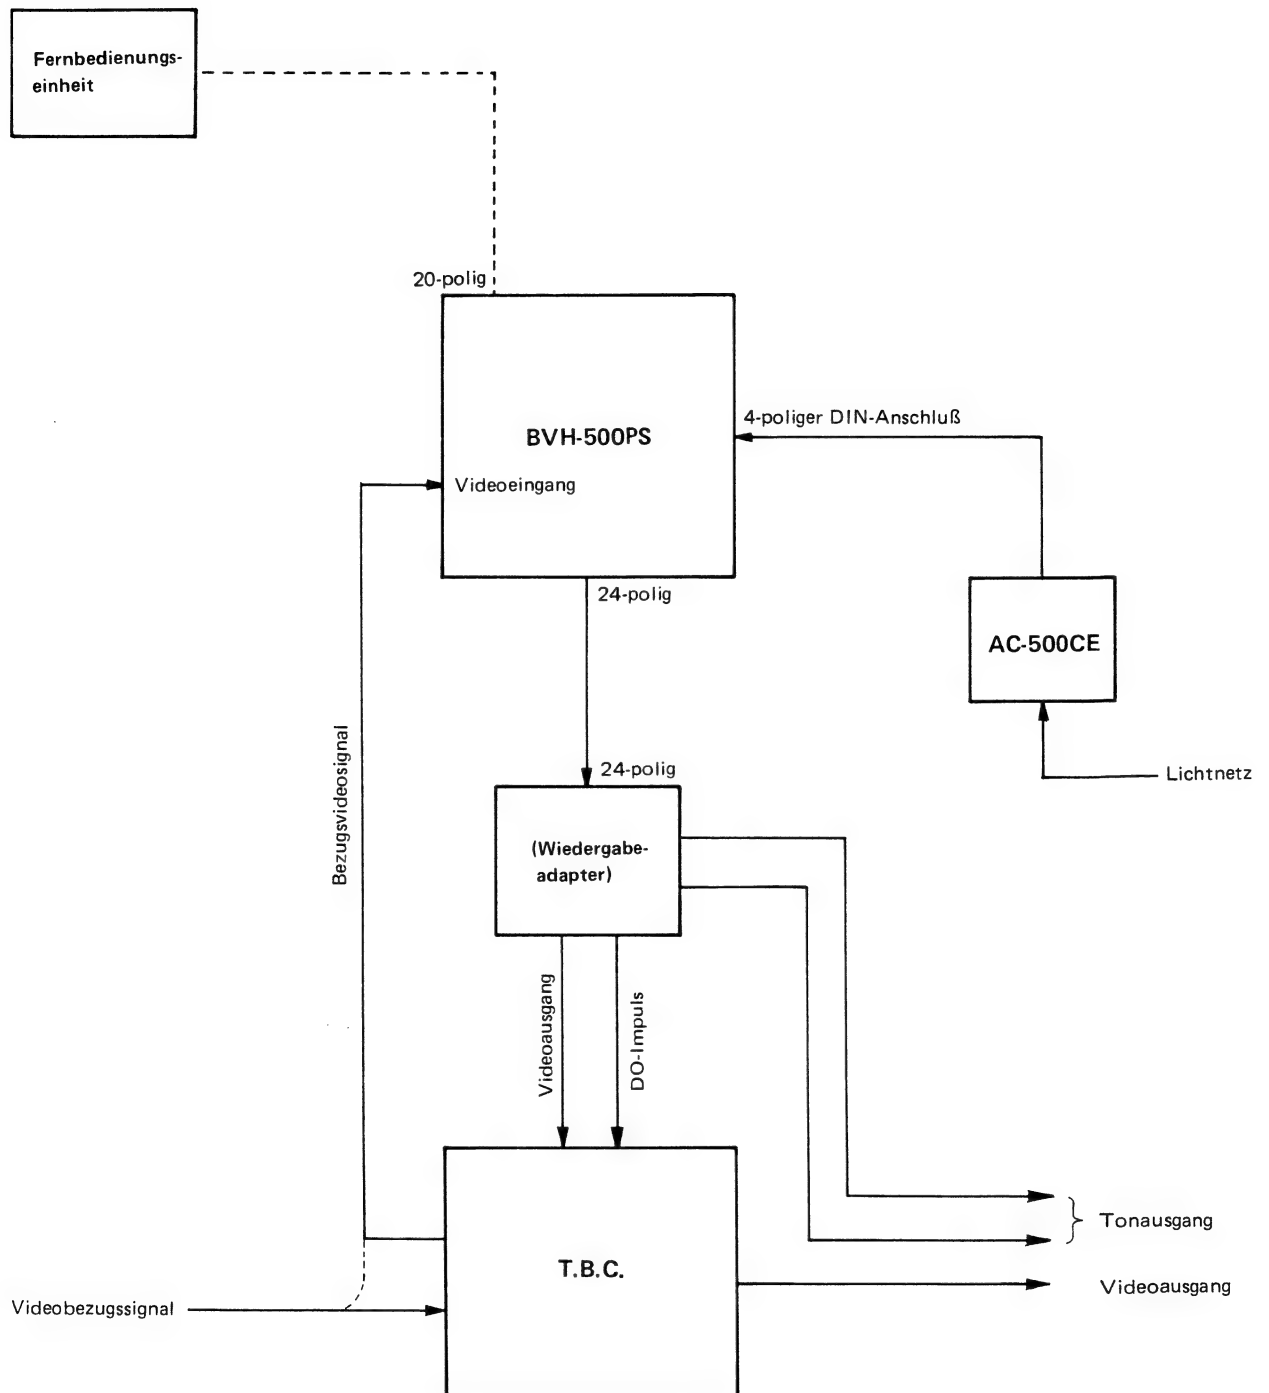 Fernbedienungs-
einheit
20-polig
BVH-500PS
4-poliger DIN-Anschluß
Videoeingang
24-polig
AC-500CE
Lichtnetz
Bezugsvideosignal
24-polig
(Wiedergabe-
adapter)
Videoausgang
DO-Impuls
Tonausgang
T.B.C.
Videoausgang
Videobezugssignal